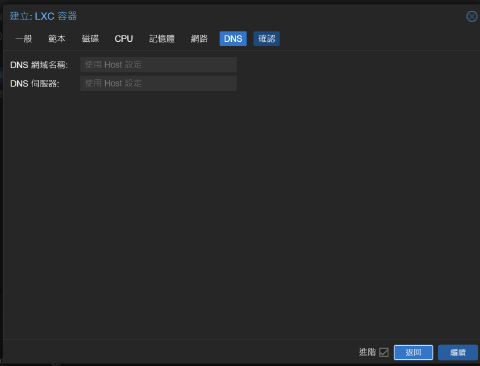 建立: LXC 容器
一般 範本 磁碟 CPU 記憶體 網路 DNS 確認
DNS 網域名稱: 使用 Host 設定
DNS 伺服器: 使用 Host 設定
進階 返回 繼續